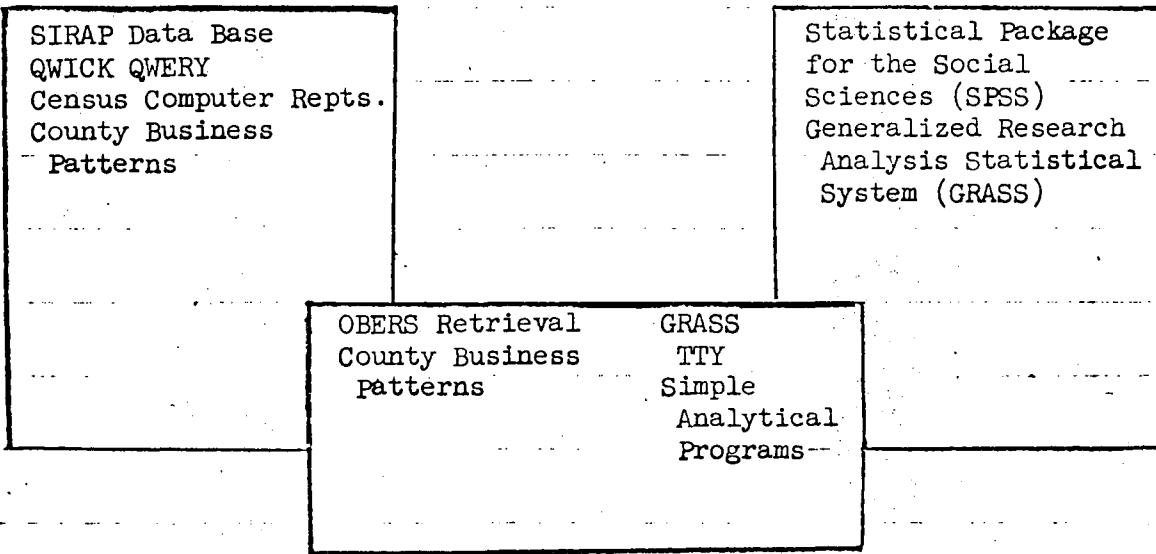 SIRAP Data Base
QWICK QWERY
Census Computer Repts.
County Business
Patterns
Statistical Package
for the Social
Sciences (SPSS)
Generalized Research
Analysis Statistical
System (GRASS)
OBERS Retrieval
County Business
Patterns
GRASS
TTY
Simple
Analytical
Programs